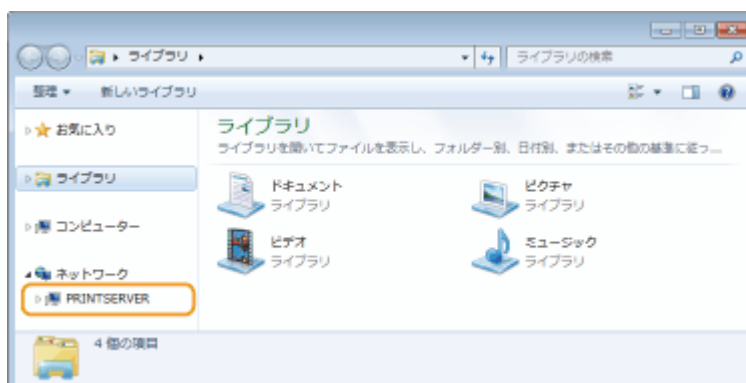 ライブラリ
ライブラリの検索
整理
新しいライブラリ
お気に入り
ライブラリ
コンピューター
ネットワーク
PRINTSERVER
ライブラリ
ライブラリを開いてファイルを表示し、フォルダー別、日付別、またはその他の基準に従っ...
ドキュメント
ライブラリ
ピクチャ
ライブラリ
ビデオ
ライブラリ
ミュージック
ライブラリ
4 個の項目